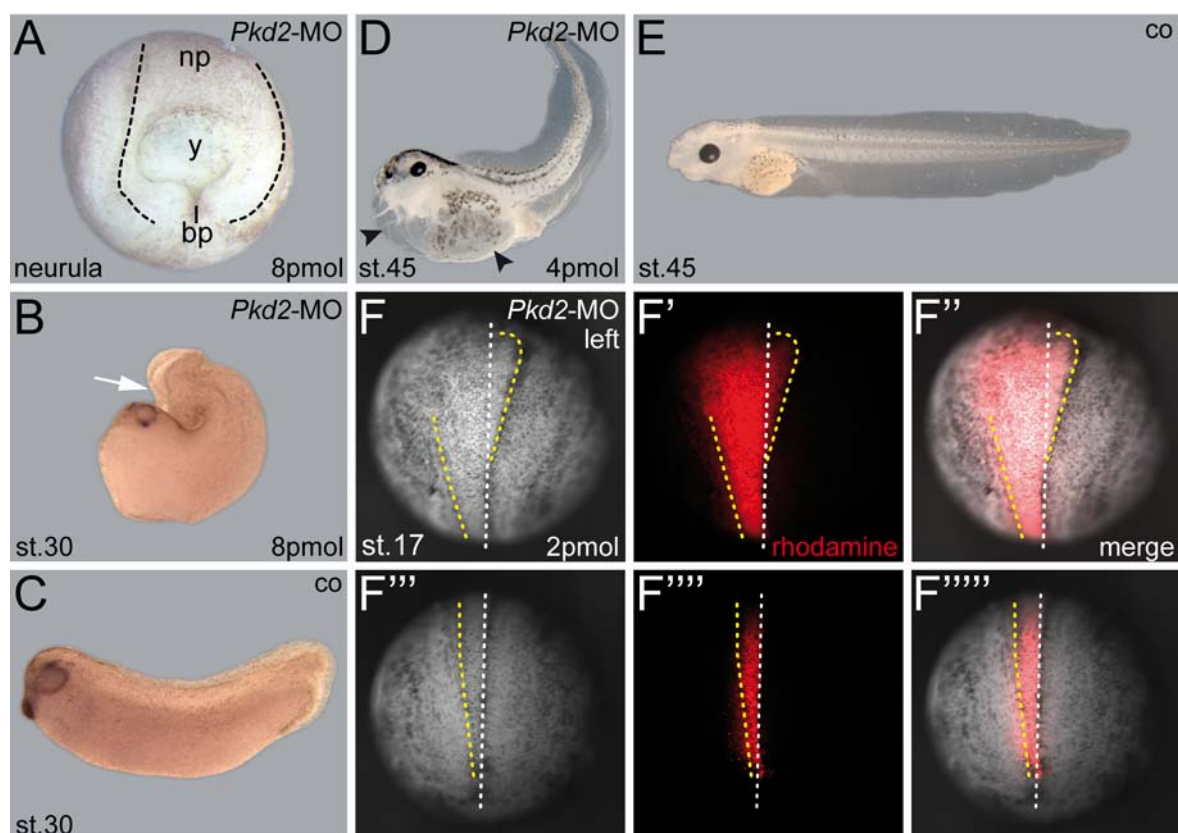 A
Pkd2-MO
np
y
bp
neurula
8pmol
D
Pkd2-MO
st.45
4pmol
E
co
st.45
B
Pkd2-MO
st.30
8pmol
F
Pkd2-MO
left
st.17
2pmol
F’
rhodamine
F’’
merge
C
co
st.30
F’’’
F’’’’
F’’’’’